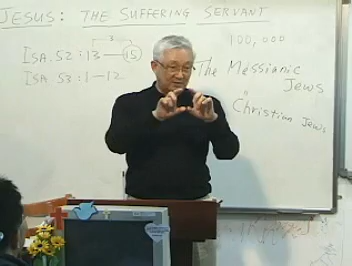 JESUS: THE SUFFERING SERVANT
3
ISA. 52:13 — 15
ISA 53:1—12
100,000
The Messianic
Jews
Christian Jews